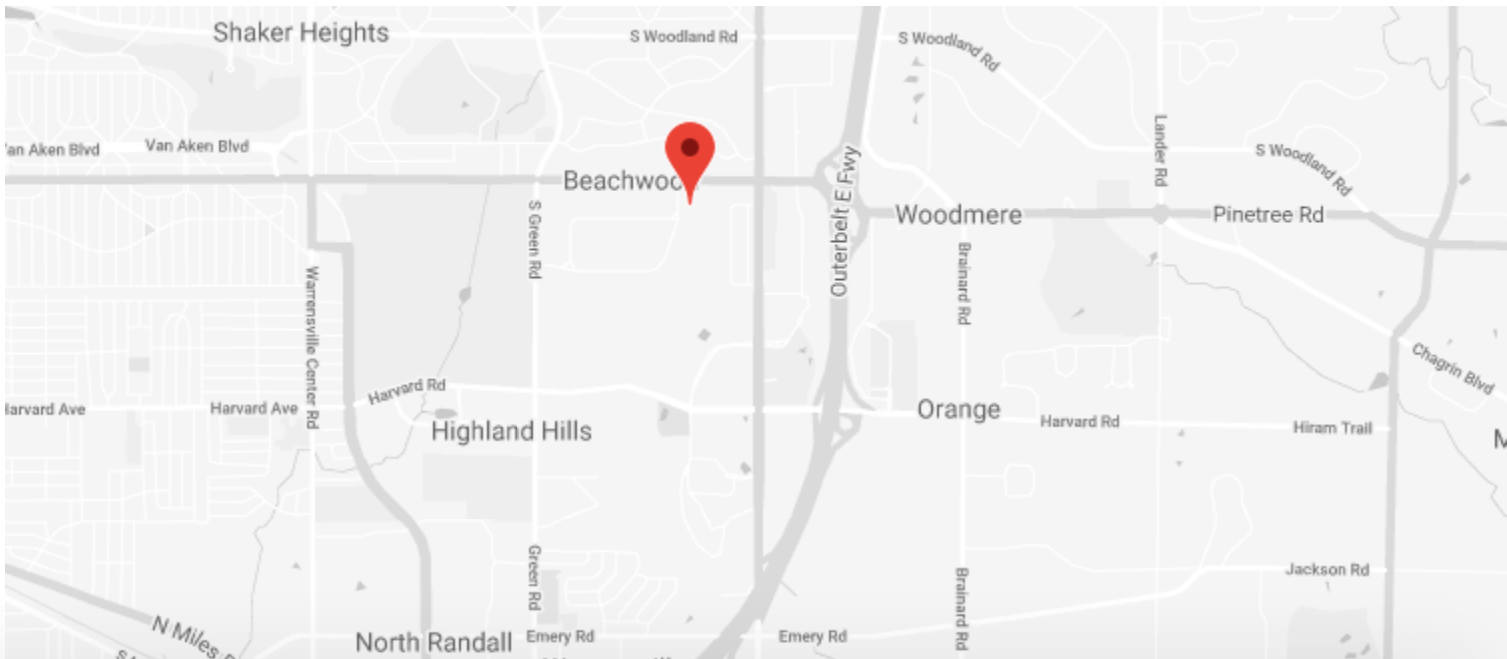 Shaker Heights
S Woodland Rd
S Woodland Rd
Van Aken Blvd
Van Aken Blvd
Lander Rd
S Woodland Rd
Outerbelt E Fwy
Woodmere
Pinetree Rd
S Green Rd
Brainard Rd
Warrensville Center Rd
Chagrin Blvd
Harvard Rd
Harvard Ave
Harvard Ave
Orange
Harvard Rd
Hiram Trail
Highland Hills
Green Rd
Brainard Rd
Jackson Rd
N Miles
North Randall
Emery Rd
Emery Rd